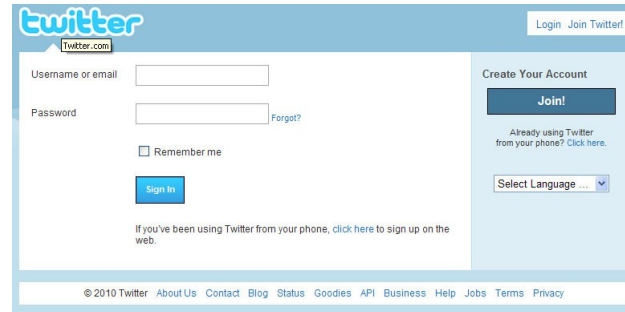 twitter
Login Join Twitter!
Twitter.com
Username or email
Password
Forgot?
Remember me
Sign In
If you've been using Twitter from your phone, click here to sign up on the
web.
Create Your Account
Join!
Already using Twitter
from your phone? Click here.
Select Language ...
© 2010 Twitter About Us Contact Blog Status Goodies API Business Help Jobs Terms Privacy